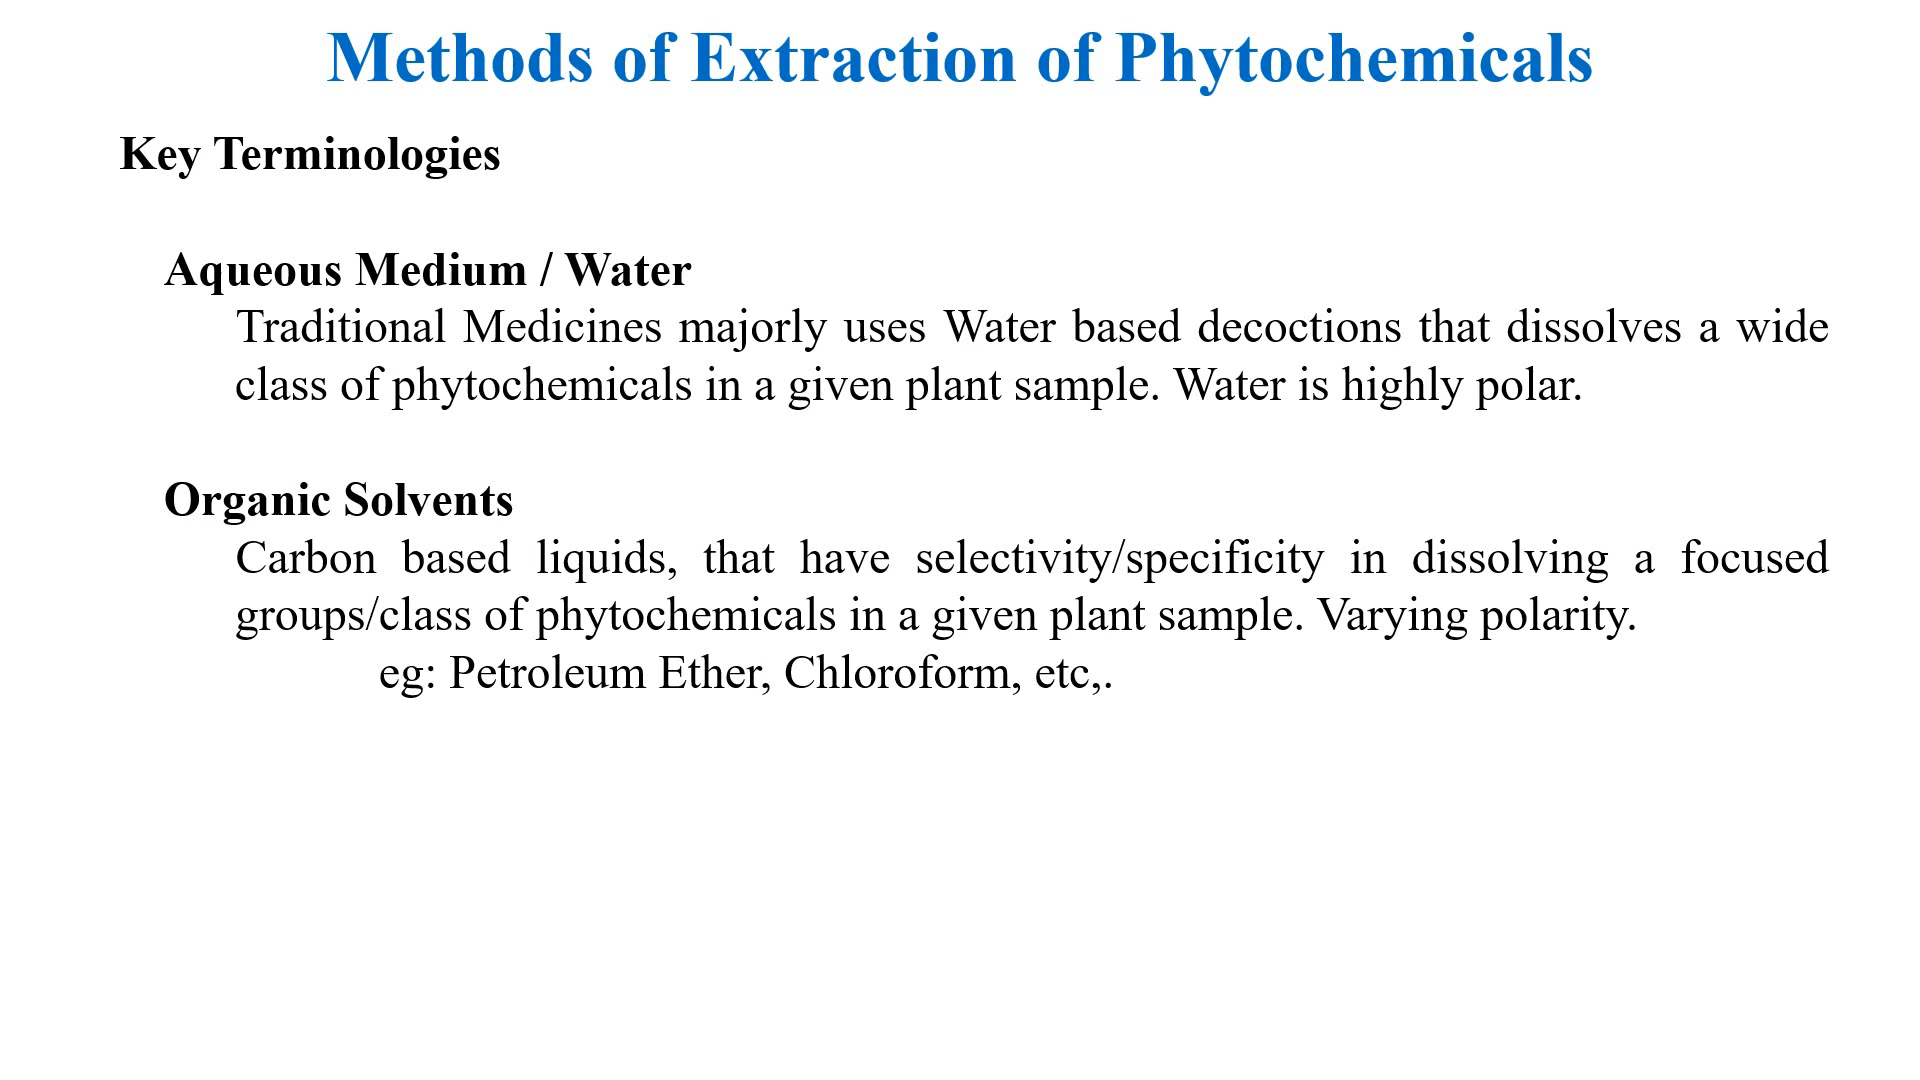 Methods of Extraction of Phytochemicals
Key Terminologies
Aqueous Medium / Water
Traditional Medicines majorly uses Water based decoctions that dissolves a wide
class of phytochemicals in a given plant sample. Water is highly polar.
Organic Solvents
Carbon based liquids, that have selectivity/specificity in dissolving a focused
groups/class of phytochemicals in a given plant sample. Varying polarity.
eg: Petroleum Ether, Chloroform, etc,.